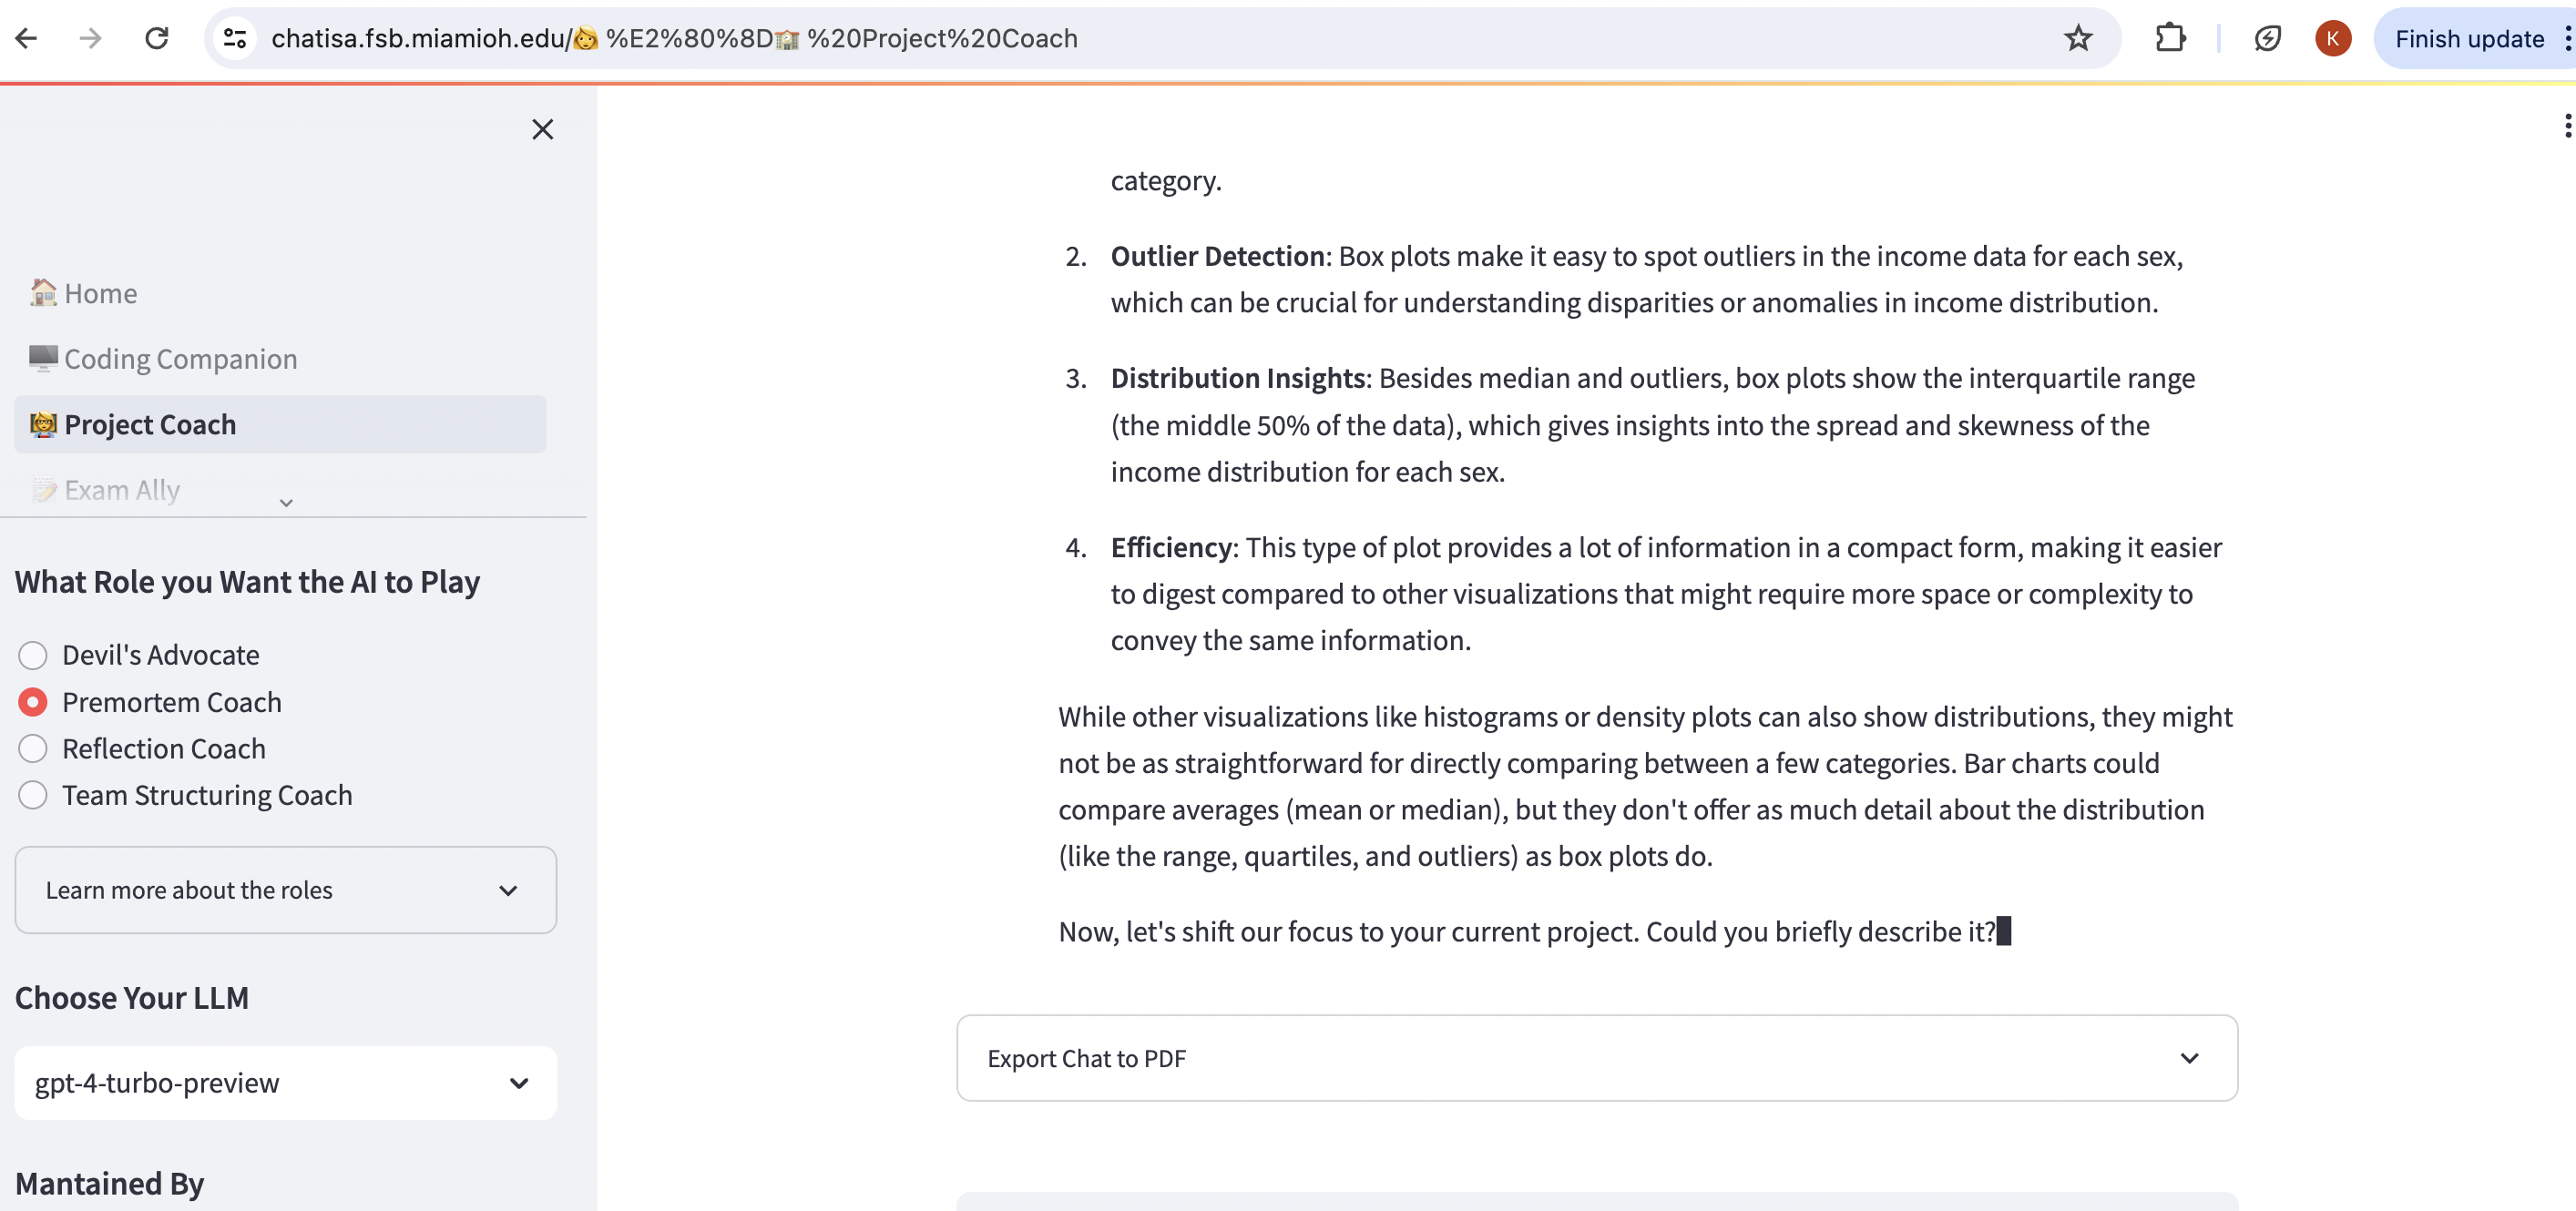 chatisa.fsb.miamioh.edu/👩%E2%80%8D🏫%20Project%20Coach
K
Finish update
🏠 Home
🖥️ Coding Companion
👩‍🏫 Project Coach
📝 Exam Ally
What Role you Want the AI to Play
Devil's Advocate
Premortem Coach
Reflection Coach
Team Structuring Coach
Learn more about the roles
Choose Your LLM
gpt-4-turbo-preview
Mantained By
category.
2. Outlier Detection: Box plots make it easy to spot outliers in the income data for each sex,
which can be crucial for understanding disparities or anomalies in income distribution.
3. Distribution Insights: Besides median and outliers, box plots show the interquartile range
(the middle 50% of the data), which gives insights into the spread and skewness of the
income distribution for each sex.
4. Efficiency: This type of plot provides a lot of information in a compact form, making it easier
to digest compared to other visualizations that might require more space or complexity to
convey the same information.
While other visualizations like histograms or density plots can also show distributions, they might
not be as straightforward for directly comparing between a few categories. Bar charts could
compare averages (mean or median), but they don't offer as much detail about the distribution
(like the range, quartiles, and outliers) as box plots do.
Now, let's shift our focus to your current project. Could you briefly describe it?
Export Chat to PDF